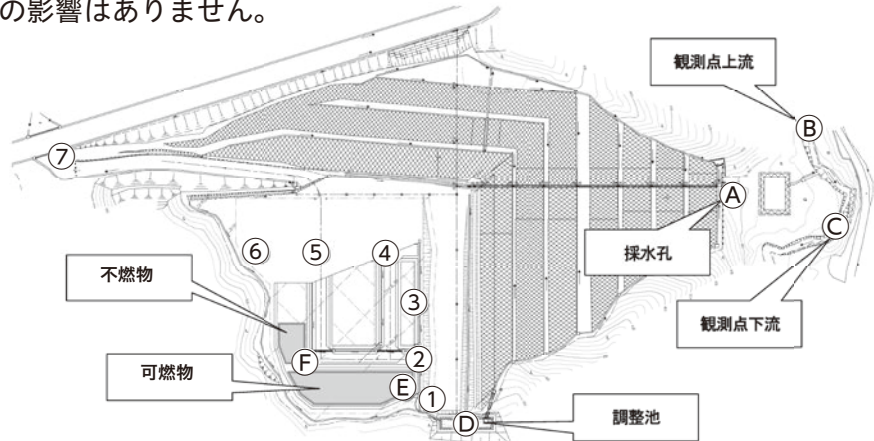 の影響はありません。
観測点上流
B
⑦
A
C
採水孔
⑥
⑤
④
不燃物
③
観測点下流
F
②
可燃物
E
①
調整池
D